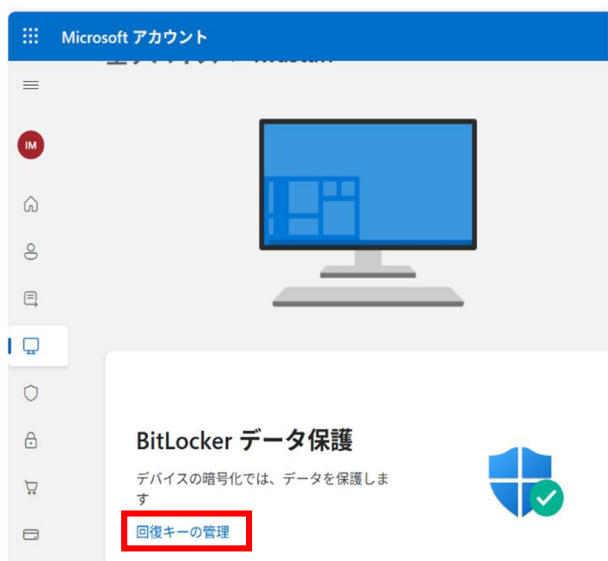 Microsoft アカウント
IM
BitLocker データ保護
デバイスの暗号化では、データを保護しま
す
回復キーの管理